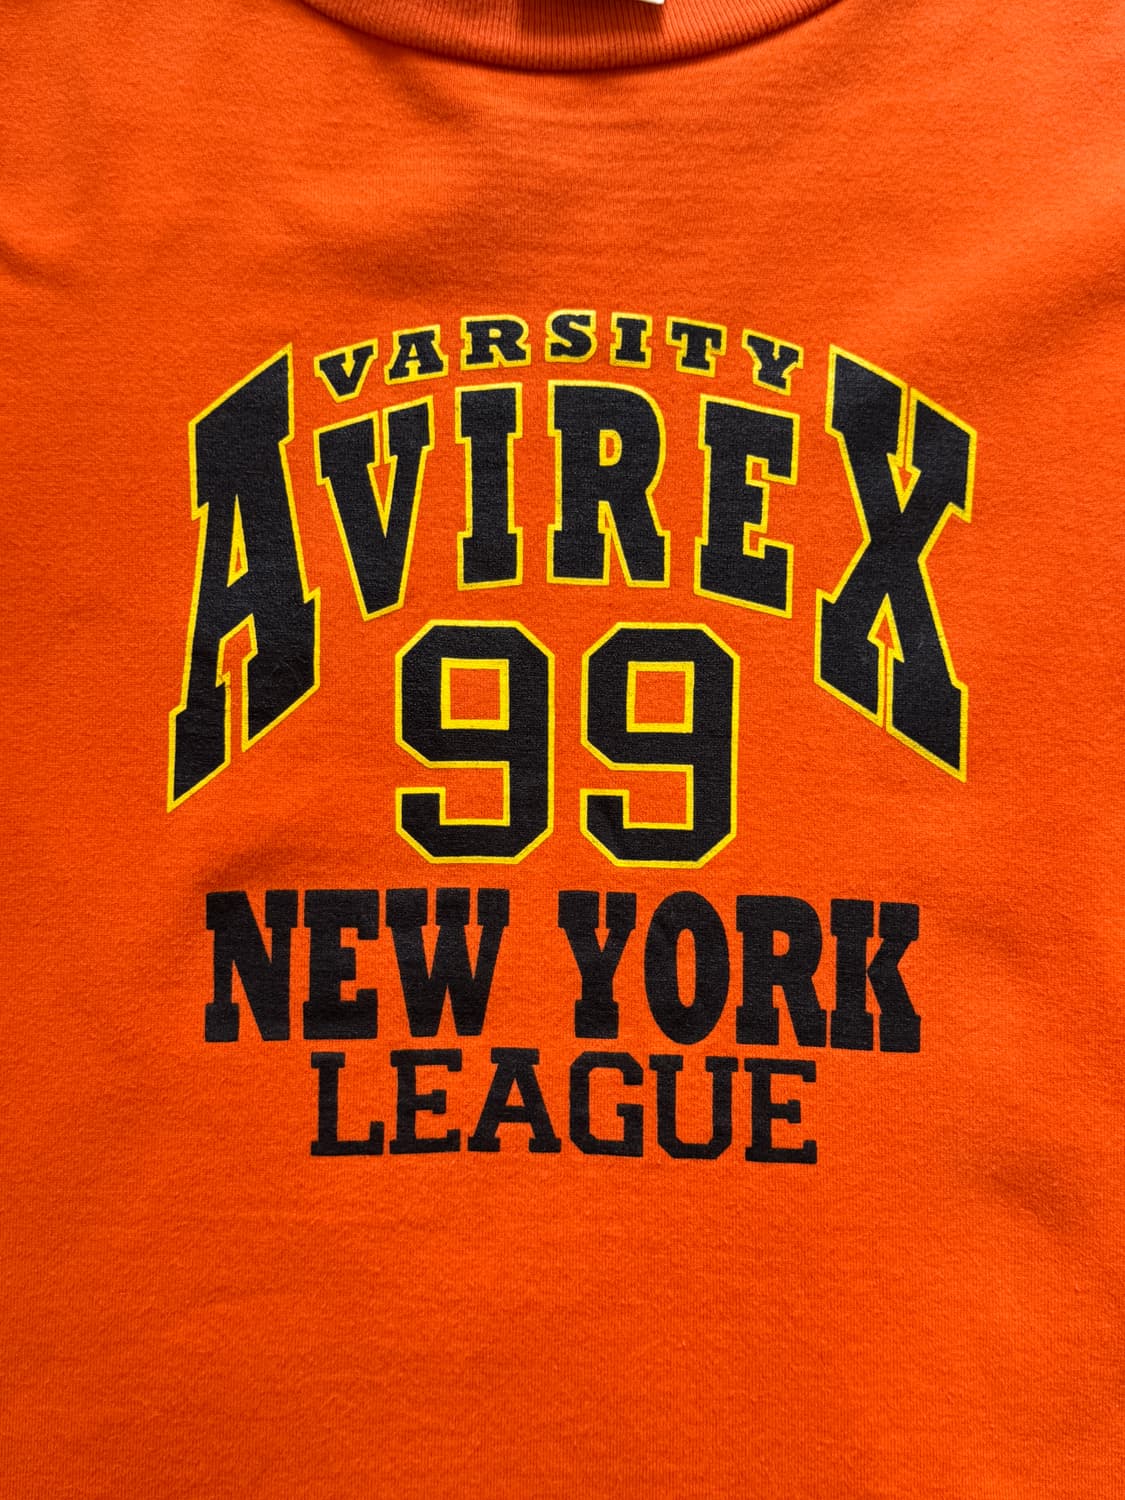 VARSITY
AVIREX
99
NEW YORK
LEAGUE